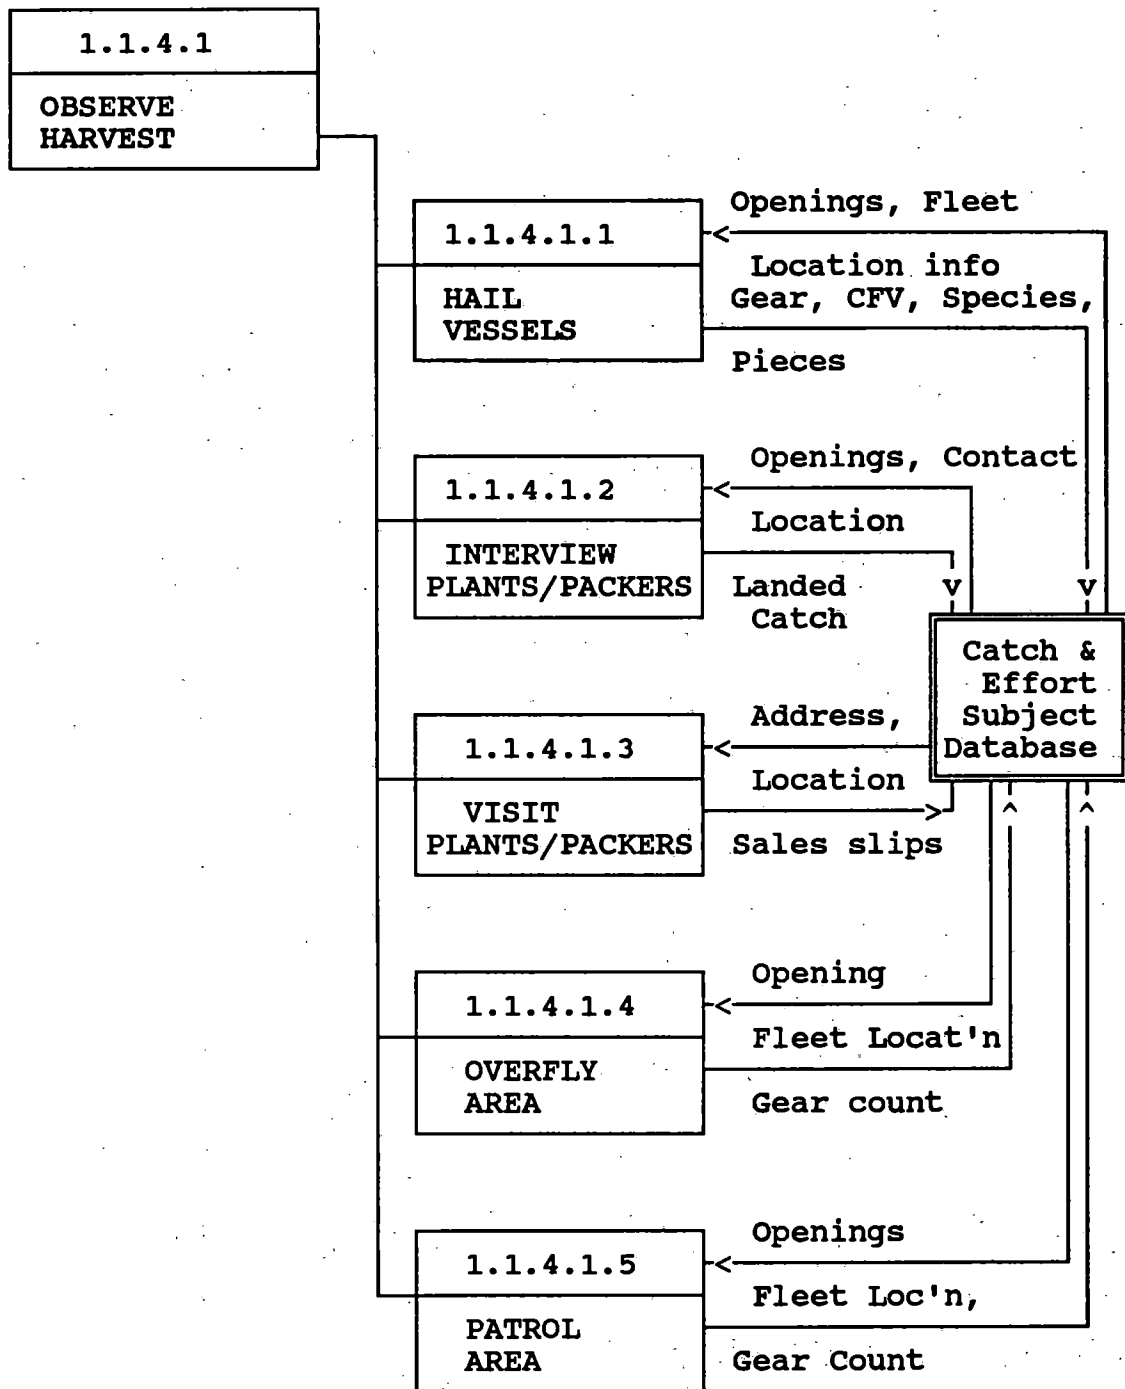 1.1.4.1
OBSERVE
HARVEST
Openings, Fleet
1.1.4.1.1
Location info
HAIL
Gear, CFV, Species,
VESSELS
Pieces
Openings, Contact
1.1.4.1.2
Location
INTERVIEW
PLANTS/PACKERS
Landed
Catch
v
v
Catch &
Effort
Subject
Database
Address,
1.1.4.1.3
Location
VISIT
PLANTS/PACKERS
Sales slips
Opening
1.1.4.1.4
Fleet Locat'n
OVERFLY
AREA
Gear count
Openings
1.1.4.1.5
Fleet Loc'n,
PATROL
AREA
Gear Count